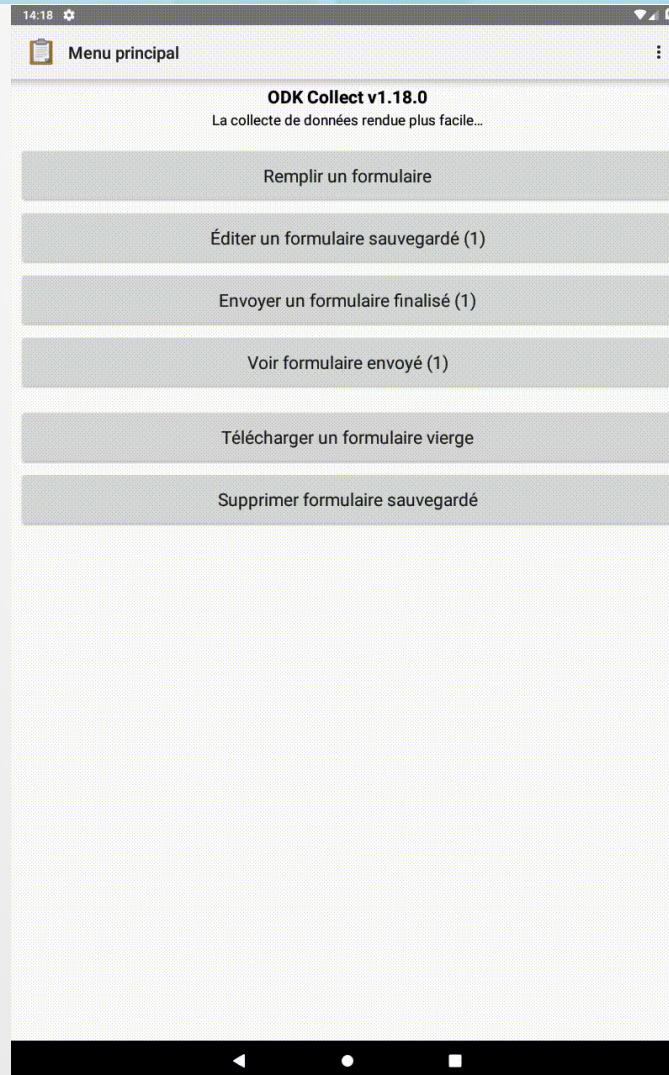 14:18
Menu principal
ODK Collect v1.18.0
La collecte de données rendue plus facile...
Remplir un formulaire
Éditer un formulaire sauvegardé (1)
Envoyer un formulaire finalisé (1)
Voir formulaire envoyé (1)
Télécharger un formulaire vierge
Supprimer formulaire sauvegardé